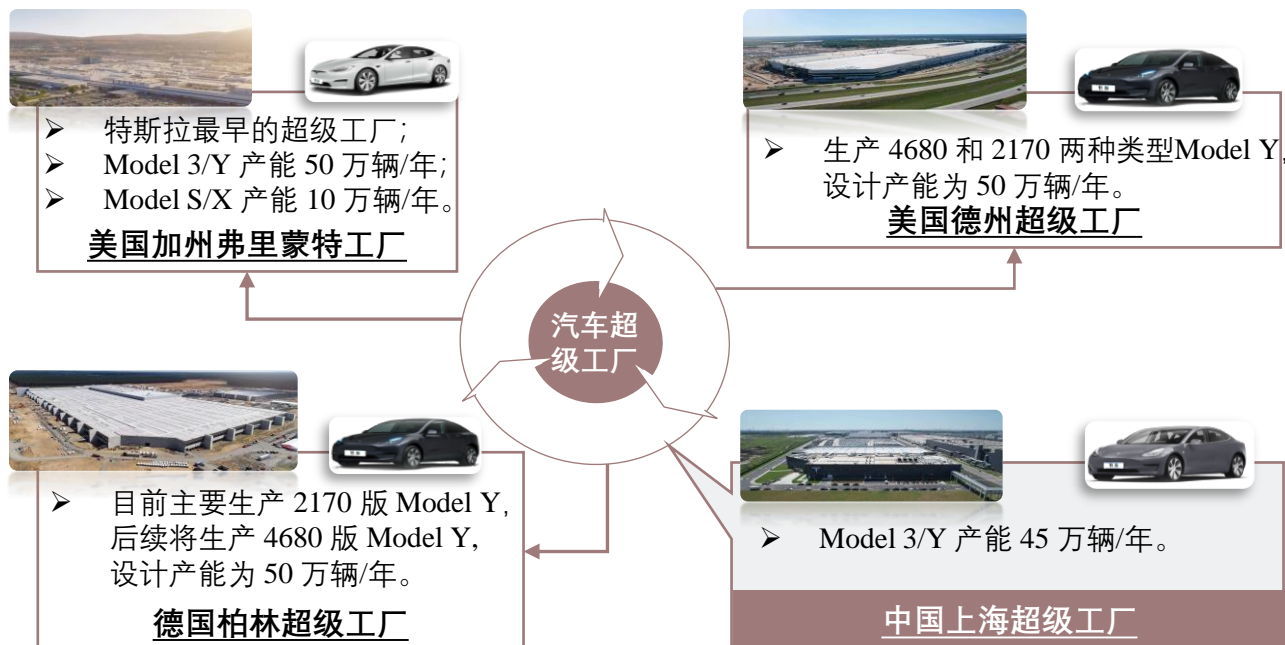 ➢ 特斯拉最早的超级工厂;
➢ Model 3/Y 产能 50 万辆/年;
➢ Model S/X 产能 10 万辆/年。
美国加州弗里蒙特工厂
➢ 生产 4680 和 2170 两种类型Model Y,
设计产能为 50 万辆/年。
美国德州超级工厂
汽车超
级工厂
➢ 目前主要生产 2170 版 Model Y,
后续将生产 4680 版 Model Y,
设计产能为 50 万辆/年。
德国柏林超级工厂
➢ Model 3/Y 产能 45 万辆/年。
中国上海超级工厂